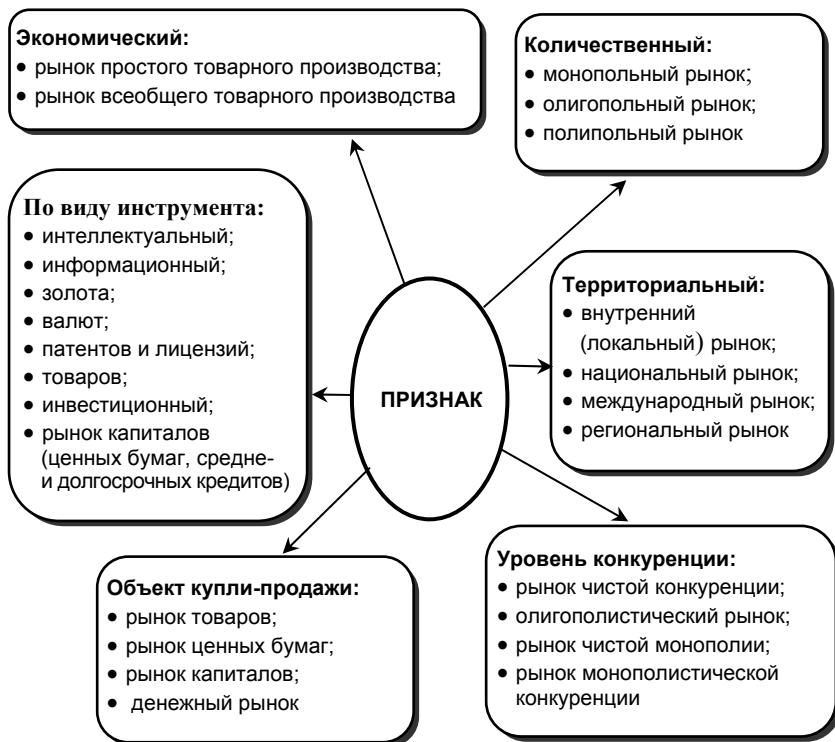 Экономический:
• рынок простого товарного производства;
• рынок всеобщего товарного производства
Количественный:
• монопольный рынок;
• олигопольный рынок;
• полипольный рынок
По виду инструмента:
• интеллектуальный;
• информационный;
• золота;
• валют;
• патентов и лицензий;
• товаров;
• инвестиционный;
• рынок капиталов
(ценных бумаг, средне-
и долгосрочных кредитов)
Территориальный:
• внутренний
(локальный) рынок;
• национальный рынок;
• международный рынок;
• региональный рынок
ПРИЗНАК
Объект купли-продажи:
• рынок товаров;
• рынок ценных бумаг;
• рынок капиталов;
• денежный рынок
Уровень конкуренции:
• рынок чистой конкуренции;
• олигополистический рынок;
• рынок чистой монополии;
• рынок монополистической
конкуренции